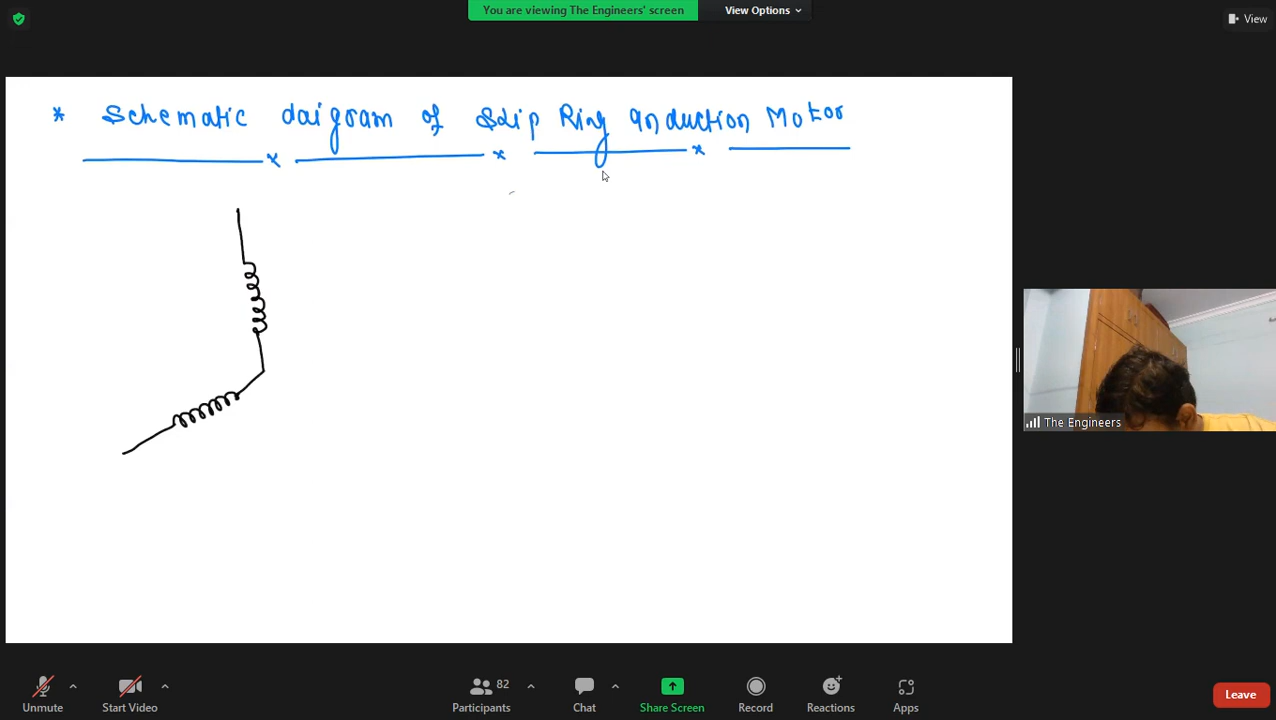 You are viewing The Engineers' screen
View Options
View
* Schematic daigram of Slip Ring Induction Motor
The Engineers
Unmute
Start Video
Participants
82
Chat
Share Screen
Record
Reactions
Apps
Leave